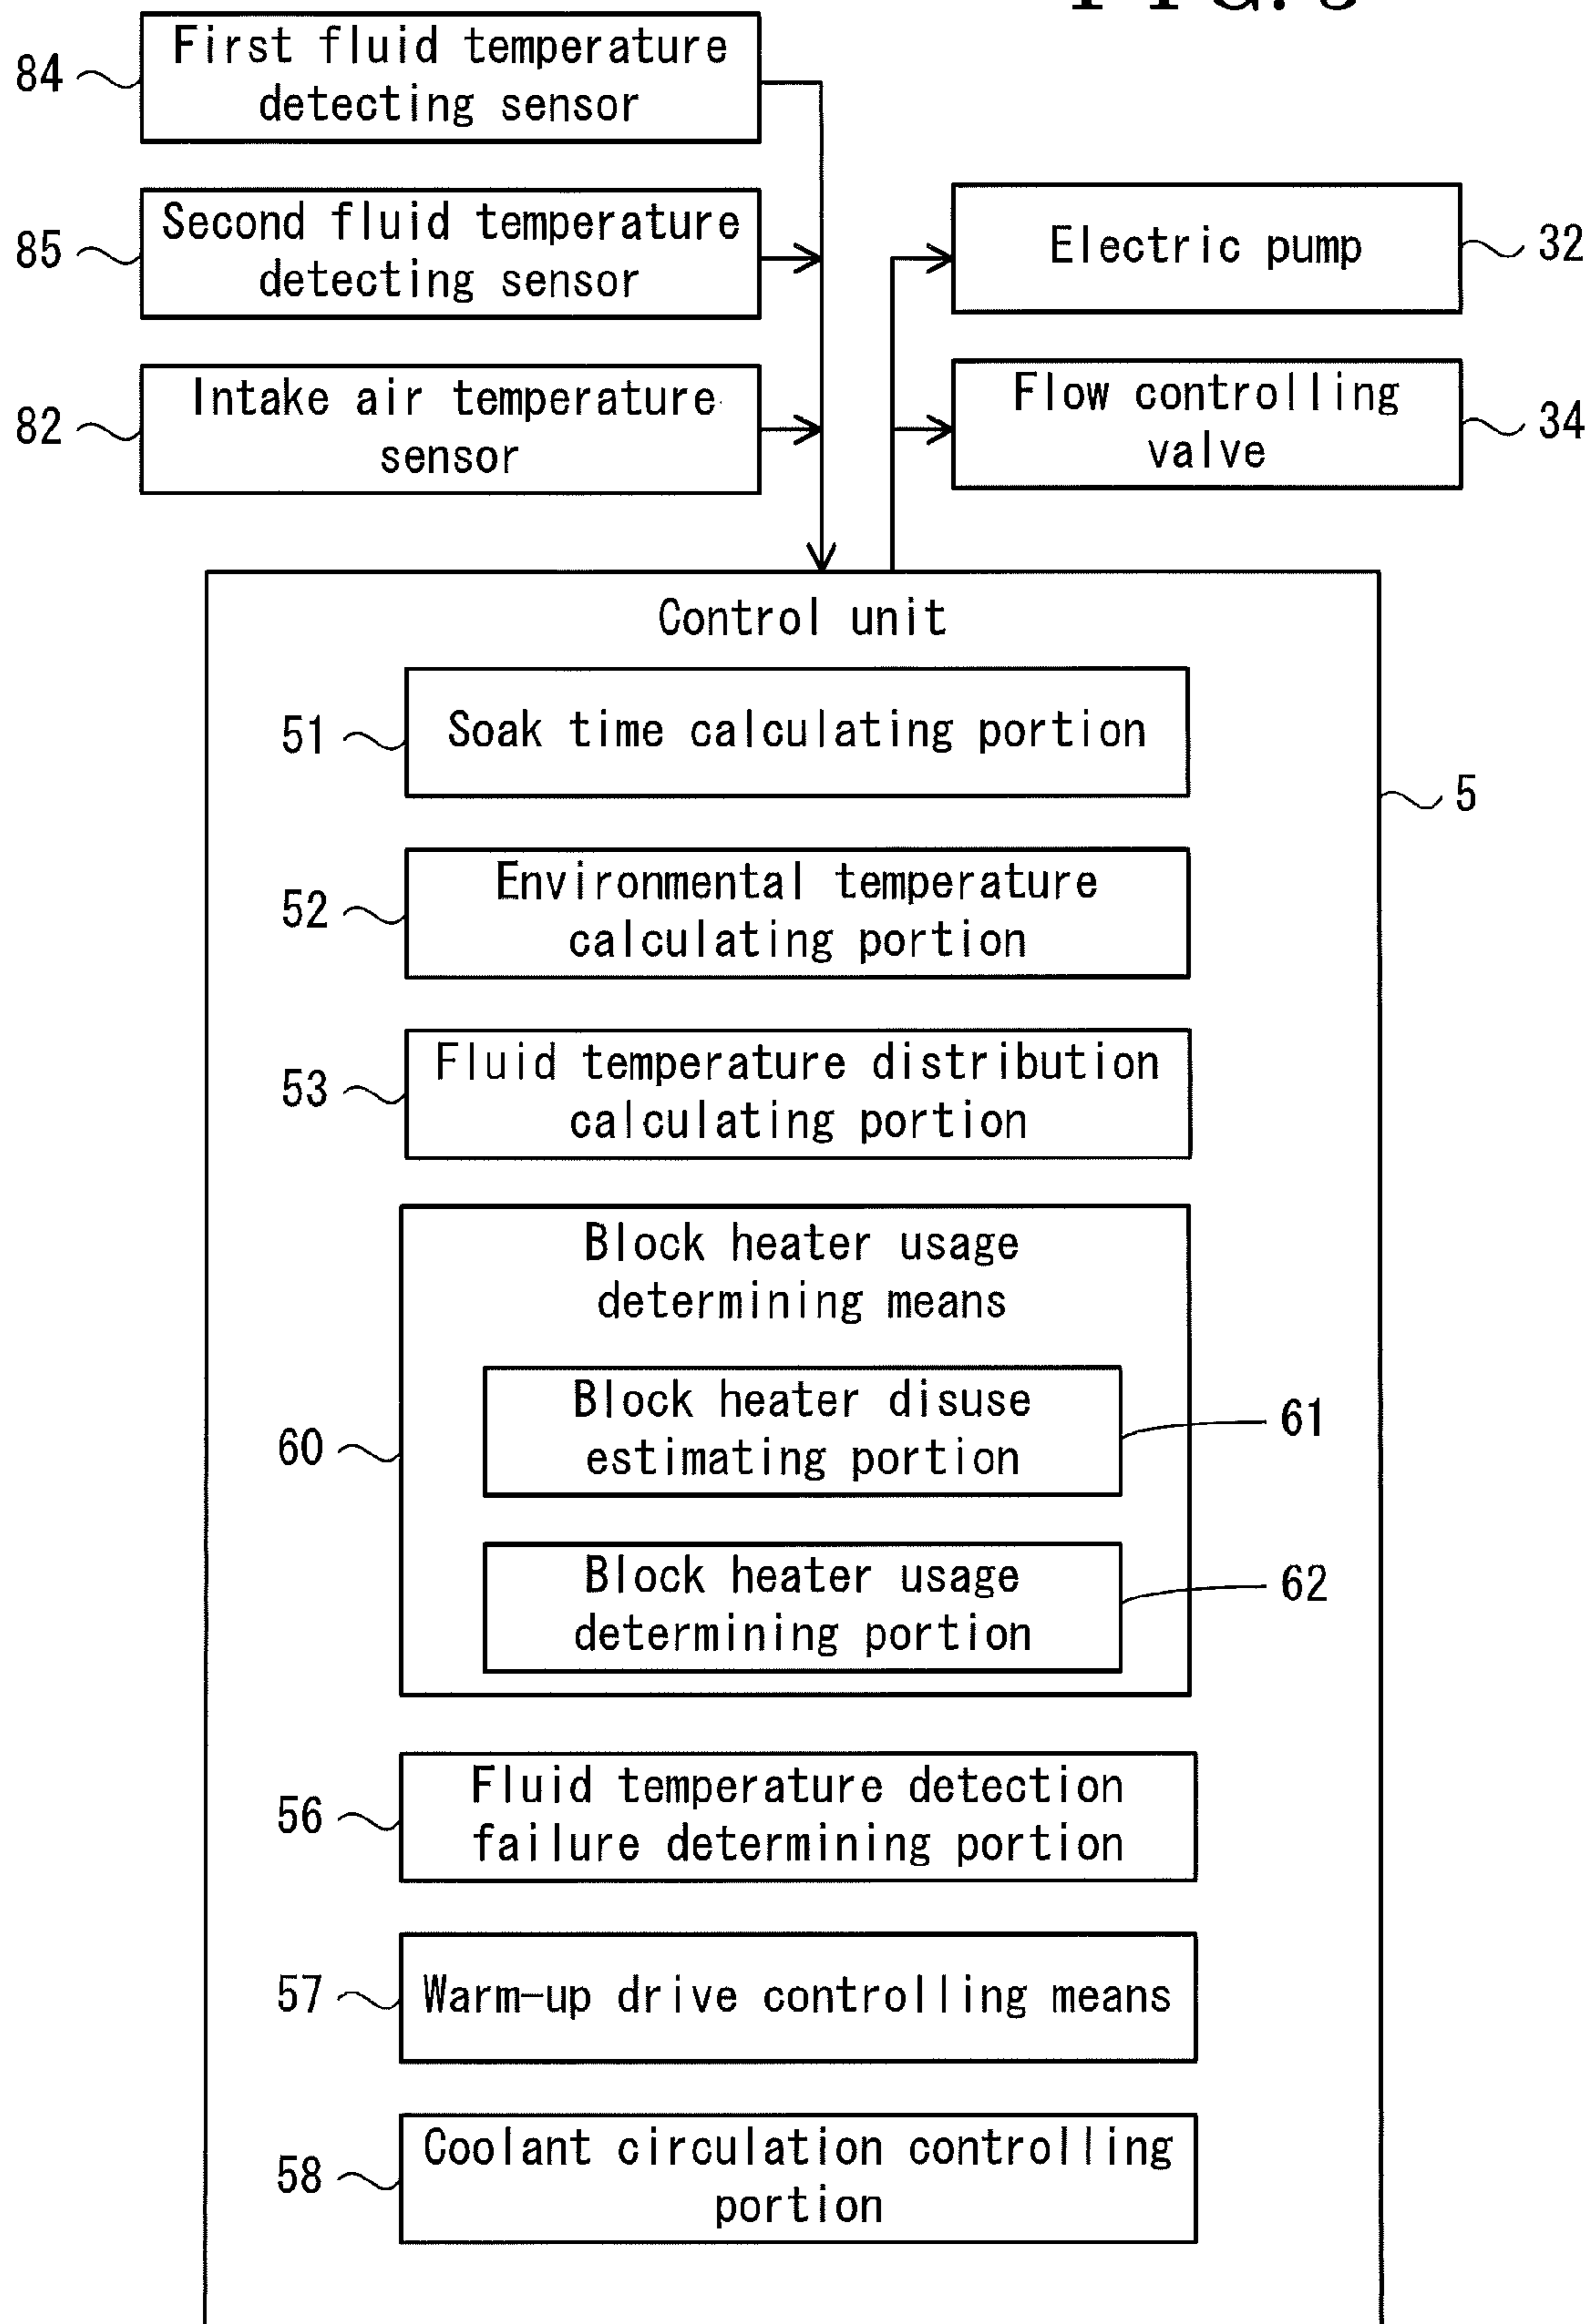 84
First fluid temperature
detecting sensor
85
Second fluid temperature
detecting sensor
82
Intake air temperature
sensor
Electric pump
32
Flow controlling
valve
34
Control unit
5
51
Soak time calculating portion
52
Environmental temperature
calculating portion
53
Fluid temperature distribution
calculating portion
60
Block heater usage
determining means
Block heater disuse
estimating portion
61
Block heater usage
determining portion
62
56
Fluid temperature detection
failure determining portion
57
Warm-up drive controlling means
58
Coolant circulation controlling
portion